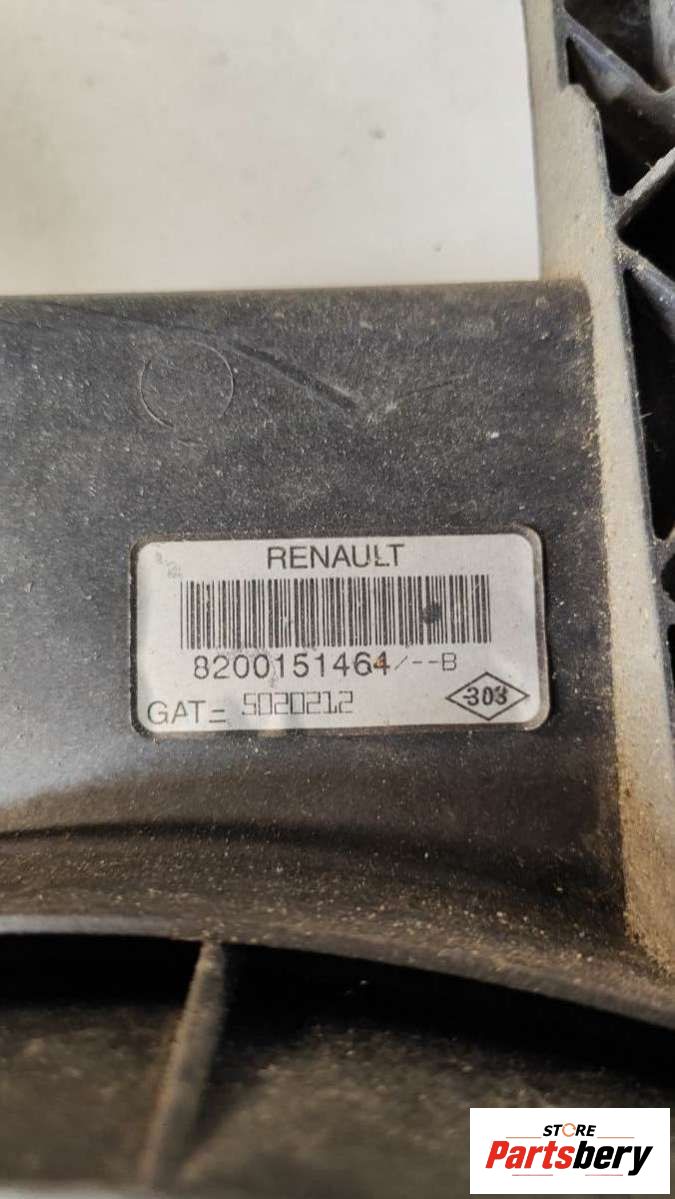 RENAULT
8200151464/--B
GAT= 5020212
303
STORE
Partsbery